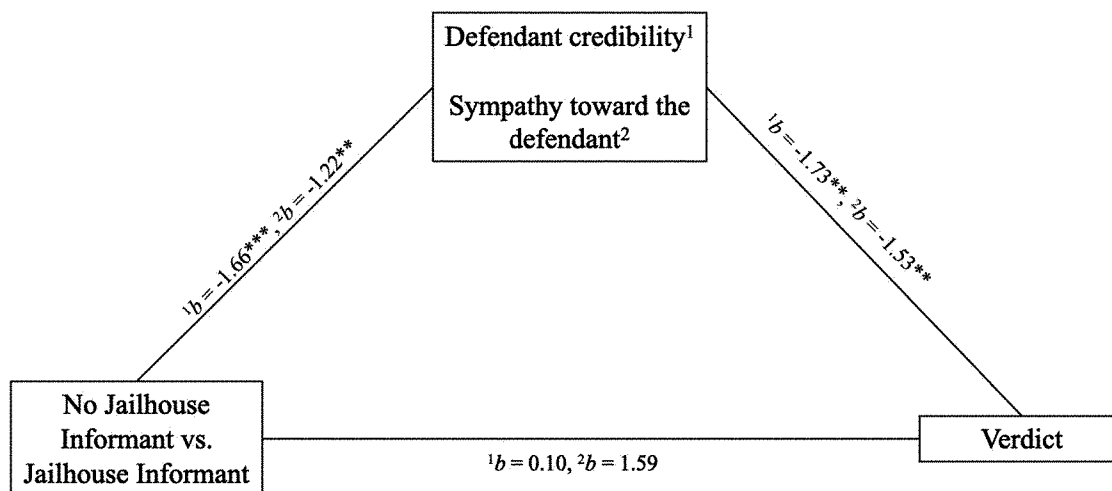 Defendant credibility¹
Sympathy toward the
defendant²
¹b = -1.66***, ²b = -1.22**
¹b = -1.73**, ²b = -1.53**
No Jailhouse
Informant vs.
Jailhouse Informant
Verdict
¹b = 0.10, ²b = 1.59